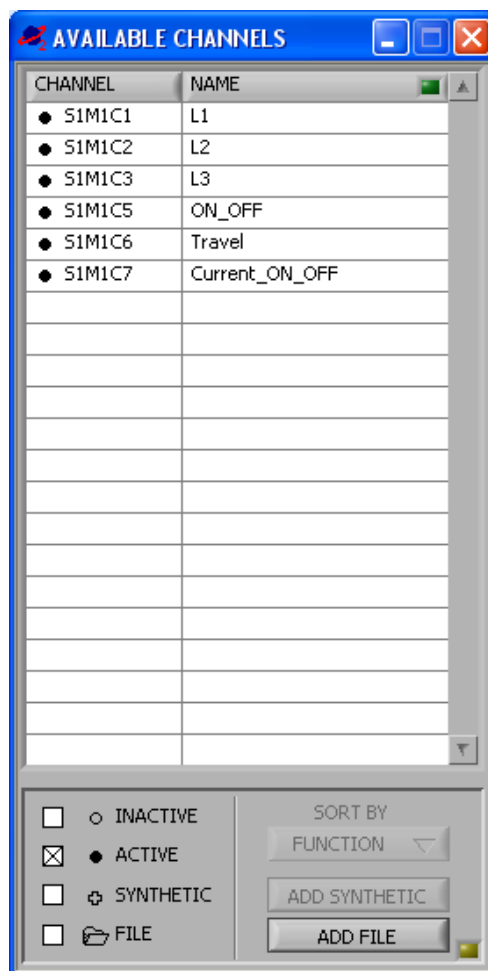 AVAILABLE CHANNELS
CHANNEL NAME
S1M1C1 L1
S1M1C2 L2
S1M1C3 L3
S1M1C5 ON_OFF
S1M1C6 Travel
S1M1C7 Current_ON_OFF
INACTIVE
ACTIVE
SYNTHETIC
FILE
SORT BY
FUNCTION
ADD SYNTHETIC
ADD FILE